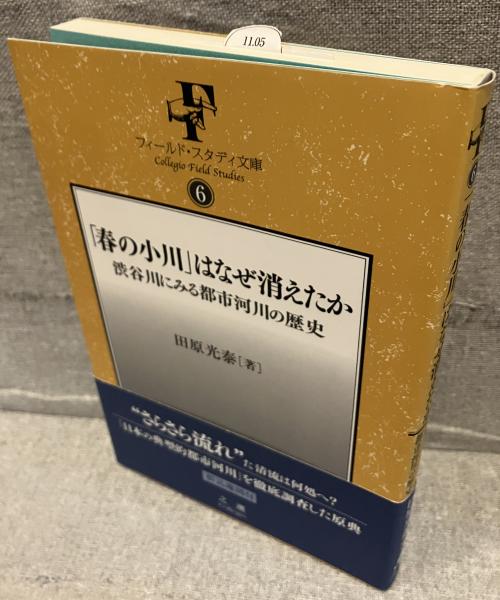 11.05
F
フィールド・スタディ文庫
Collegio Field Studies
6
「春の小川」はなぜ消えたか
渋谷川にみる都市河川の歴史
田原光泰[著]
“さらさら流れ”た清流は何処へ?
「日本の典型的都市河川」を徹底調査した原典